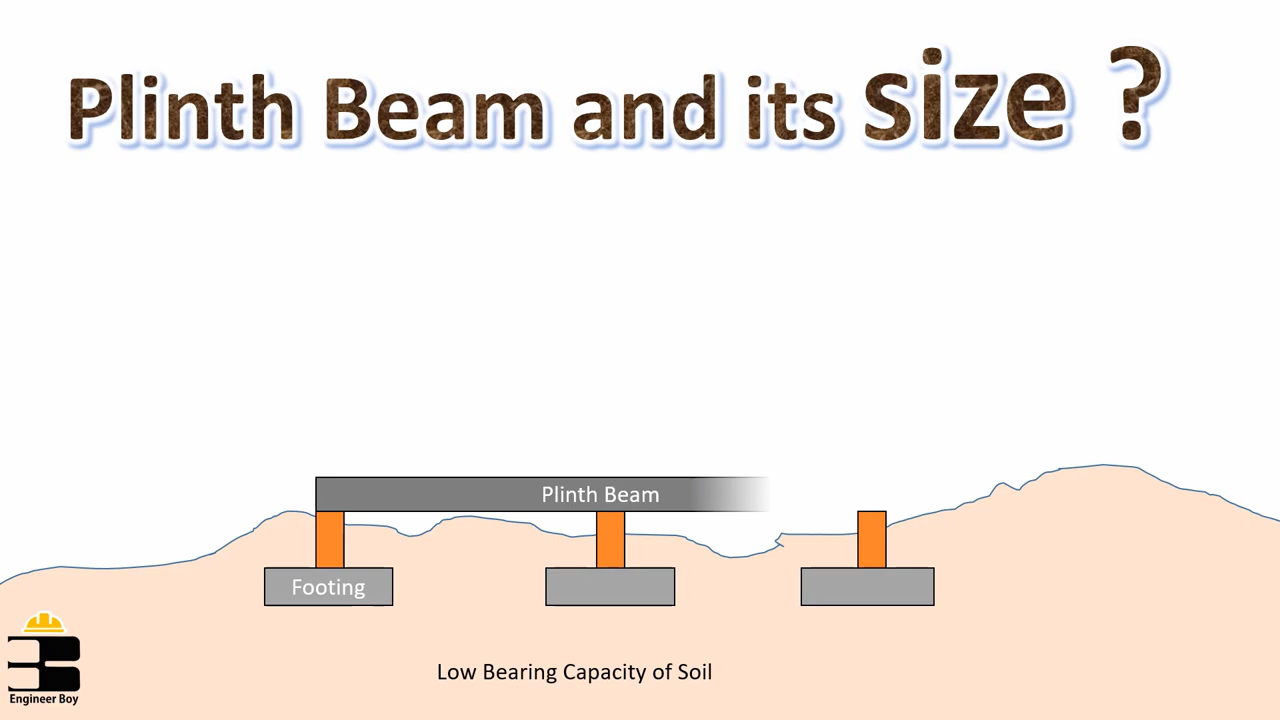 Plinth Beam and its size ?
Plinth Beam
Footing
Low Bearing Capacity of Soil
Engineer Boy